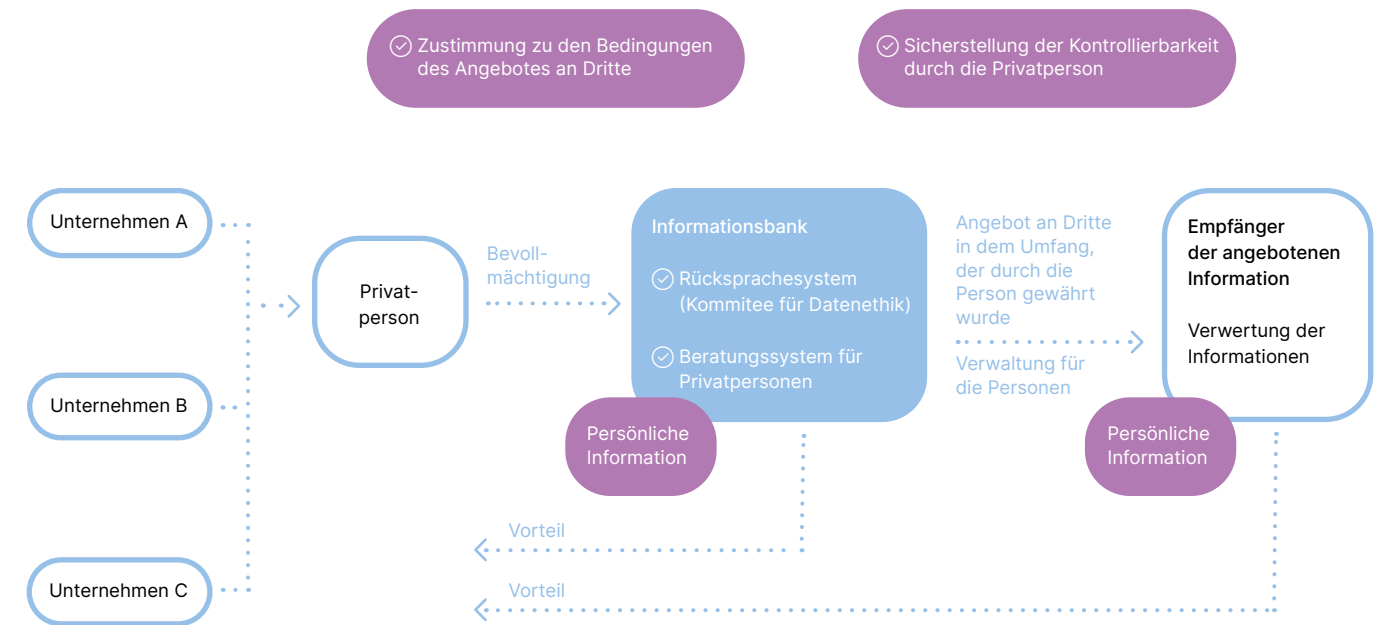 Zustimmung zu den Bedingungen
des Angebotes an Dritte
Sicherstellung der Kontrollierbarkeit
durch die Privatperson
Unternehmen A
Unternehmen B
Unternehmen C
Privat-
person
Bevoll-
mächtigung
Informationsbank
Rücksprachesystem
(Kommitee für Datenethik)
Beratungssystem für
Privatpersonen
Persönliche
Information
Angebot an Dritte
in dem Umfang,
der durch die
Person gewährt
wurde
Verwaltung für
die Personen
Empfänger
der angebotenen
Information
Verwertung der
Informationen
Persönliche
Information
Vorteil
Vorteil